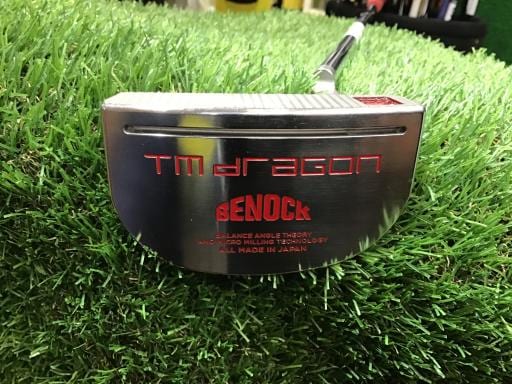 TM dragon
BENOCK
BALANCE ANGLE THEORY
AND MICRO MILLING TECHNOLOGY
ALL MADE IN JAPAN